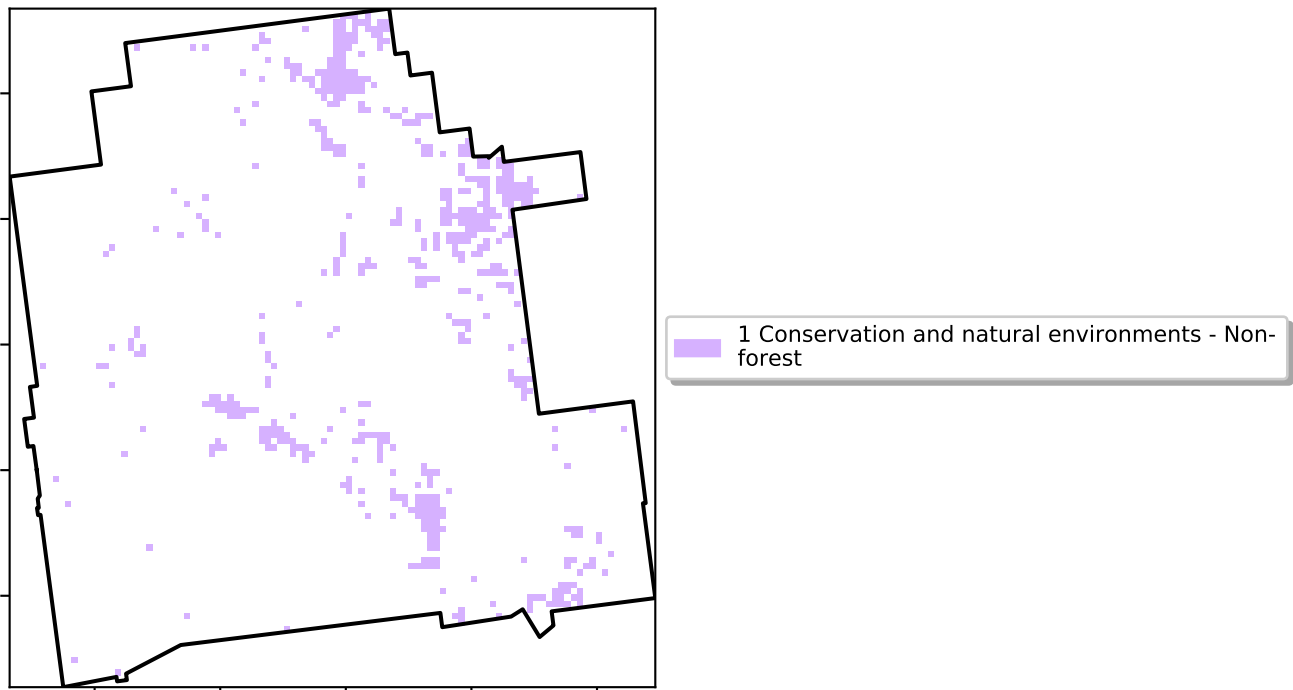 1 Conservation and natural environments - Non-
forest